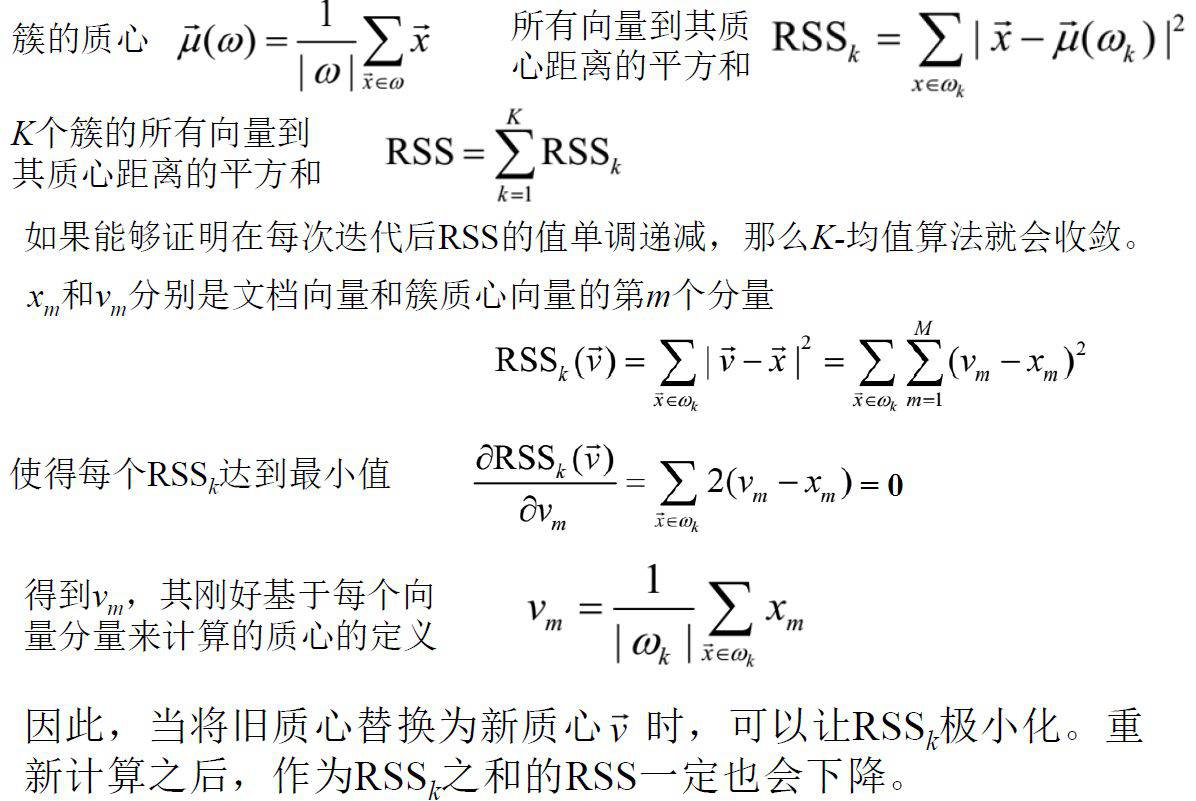 簇的质心 $\vec{\mu}(\omega) = \frac{1}{|\omega|} \sum_{\vec{x} \in \omega} \vec{x}$
所有向量到其质
心距离的平方和 $\mathrm{RSS}_k = \sum_{x \in \omega_k} |\vec{x} - \vec{\mu}(\omega_k)|^2$
K个簇的所有向量到
其质心距离的平方和 $\mathrm{RSS} = \sum_{k=1}^{K} \mathrm{RSS}_k$
如果能够证明在每次迭代后RSS的值单调递减，那么K-均值算法就会收敛。
$x_m$和$v_m$分别是文档向量和簇质心向量的第m个分量
$\mathrm{RSS}_k(\vec{v}) = \sum_{\vec{x} \in \omega_k} |\vec{v} - \vec{x}|^2 = \sum_{\vec{x} \in \omega_k} \sum_{m=1}^{M} (v_m - x_m)^2$
使得每个$\mathrm{RSS}_k$达到最小值 $\frac{\partial \mathrm{RSS}_k(\vec{v})}{\partial v_m} = \sum_{\vec{x} \in \omega_k} 2(v_m - x_m) = 0$
得到$v_m$，其刚好基于每个向
量分量来计算的质心的定义 $v_m = \frac{1}{|\omega_k|} \sum_{\vec{x} \in \omega_k} x_m$
因此，当将旧质心替换为新质心$\vec{v}$ 时，可以让$\mathrm{RSS}_k$极小化。重
新计算之后，作为$\mathrm{RSS}_k$之和的RSS一定也会下降。